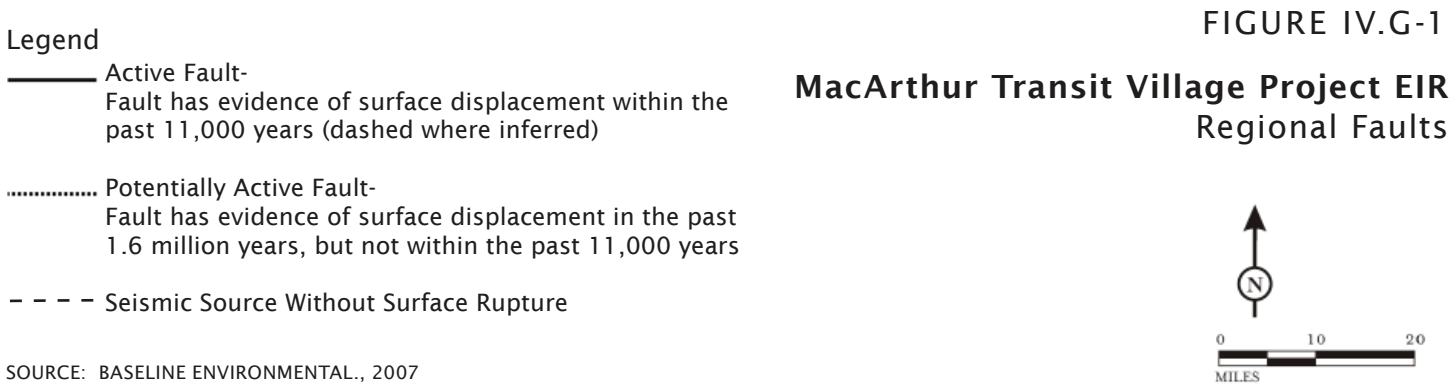 Legend
Active Fault-
Fault has evidence of surface displacement within the
past 11,000 years (dashed where inferred)
Potentially Active Fault-
Fault has evidence of surface displacement in the past
1.6 million years, but not within the past 11,000 years
Seismic Source Without Surface Rupture
SOURCE: BASELINE ENVIRONMENTAL., 2007
FIGURE IV.G-1
MacArthur Transit Village Project EIR
Regional Faults
N
0 10 20
MILES